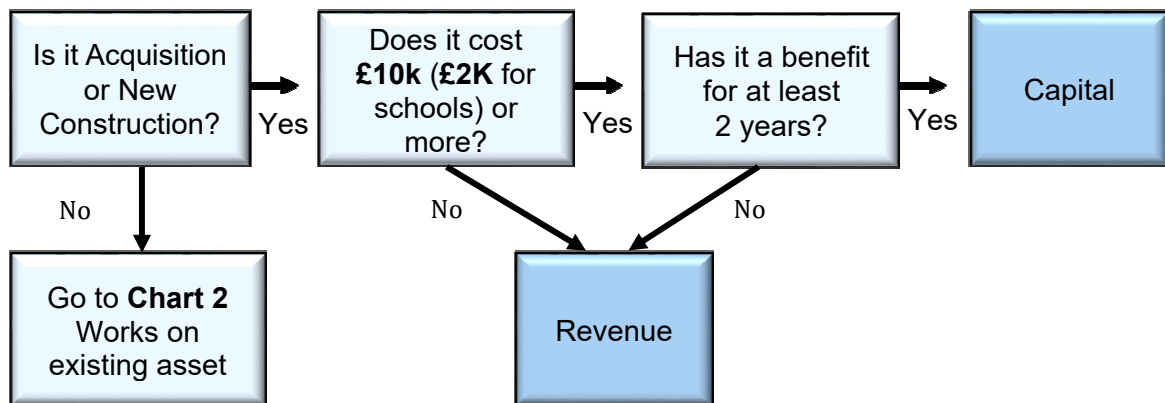 Is it Acquisition
or New
Construction?
Yes
Does it cost
£10k (£2K for
schools) or
more?
Yes
Has it a benefit
for at least
2 years?
Yes
Capital
No
No
No
Go to Chart 2
Works on
existing asset
Revenue